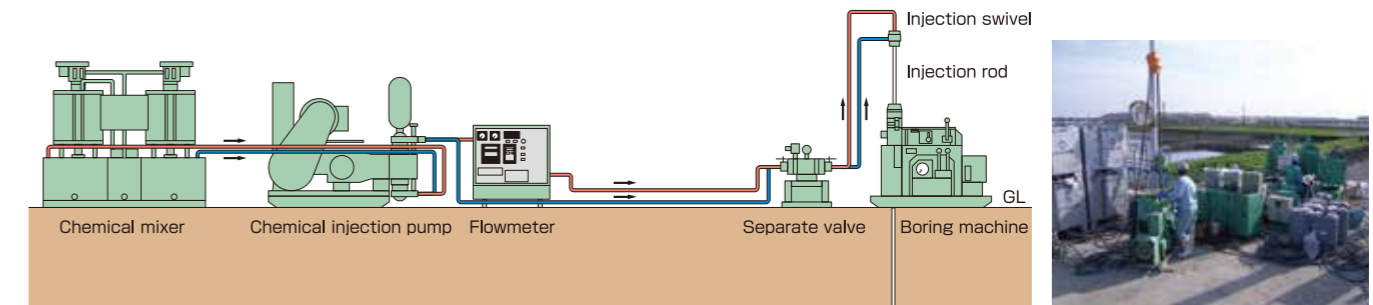 Injection swivel
Injection rod
GL
Chemical mixer
Chemical injection pump
Flowmeter
Separate valve
Boring machine